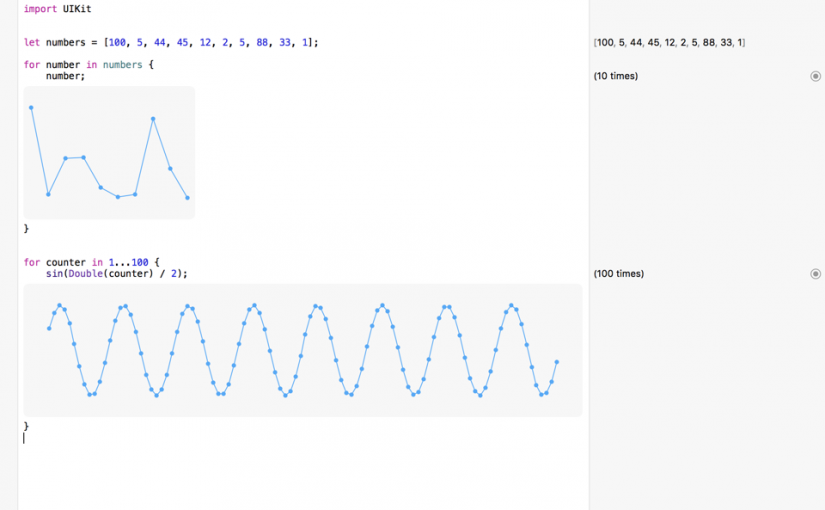 import UIKit
let numbers = [100, 5, 44, 45, 12, 2, 5, 88, 33, 1];
[100, 5, 44, 45, 12, 2, 5, 88, 33, 1]
for number in numbers {
number;
(10 times)
}
for counter in 1...100 {
sin(Double(counter) / 2);
(100 times)
}